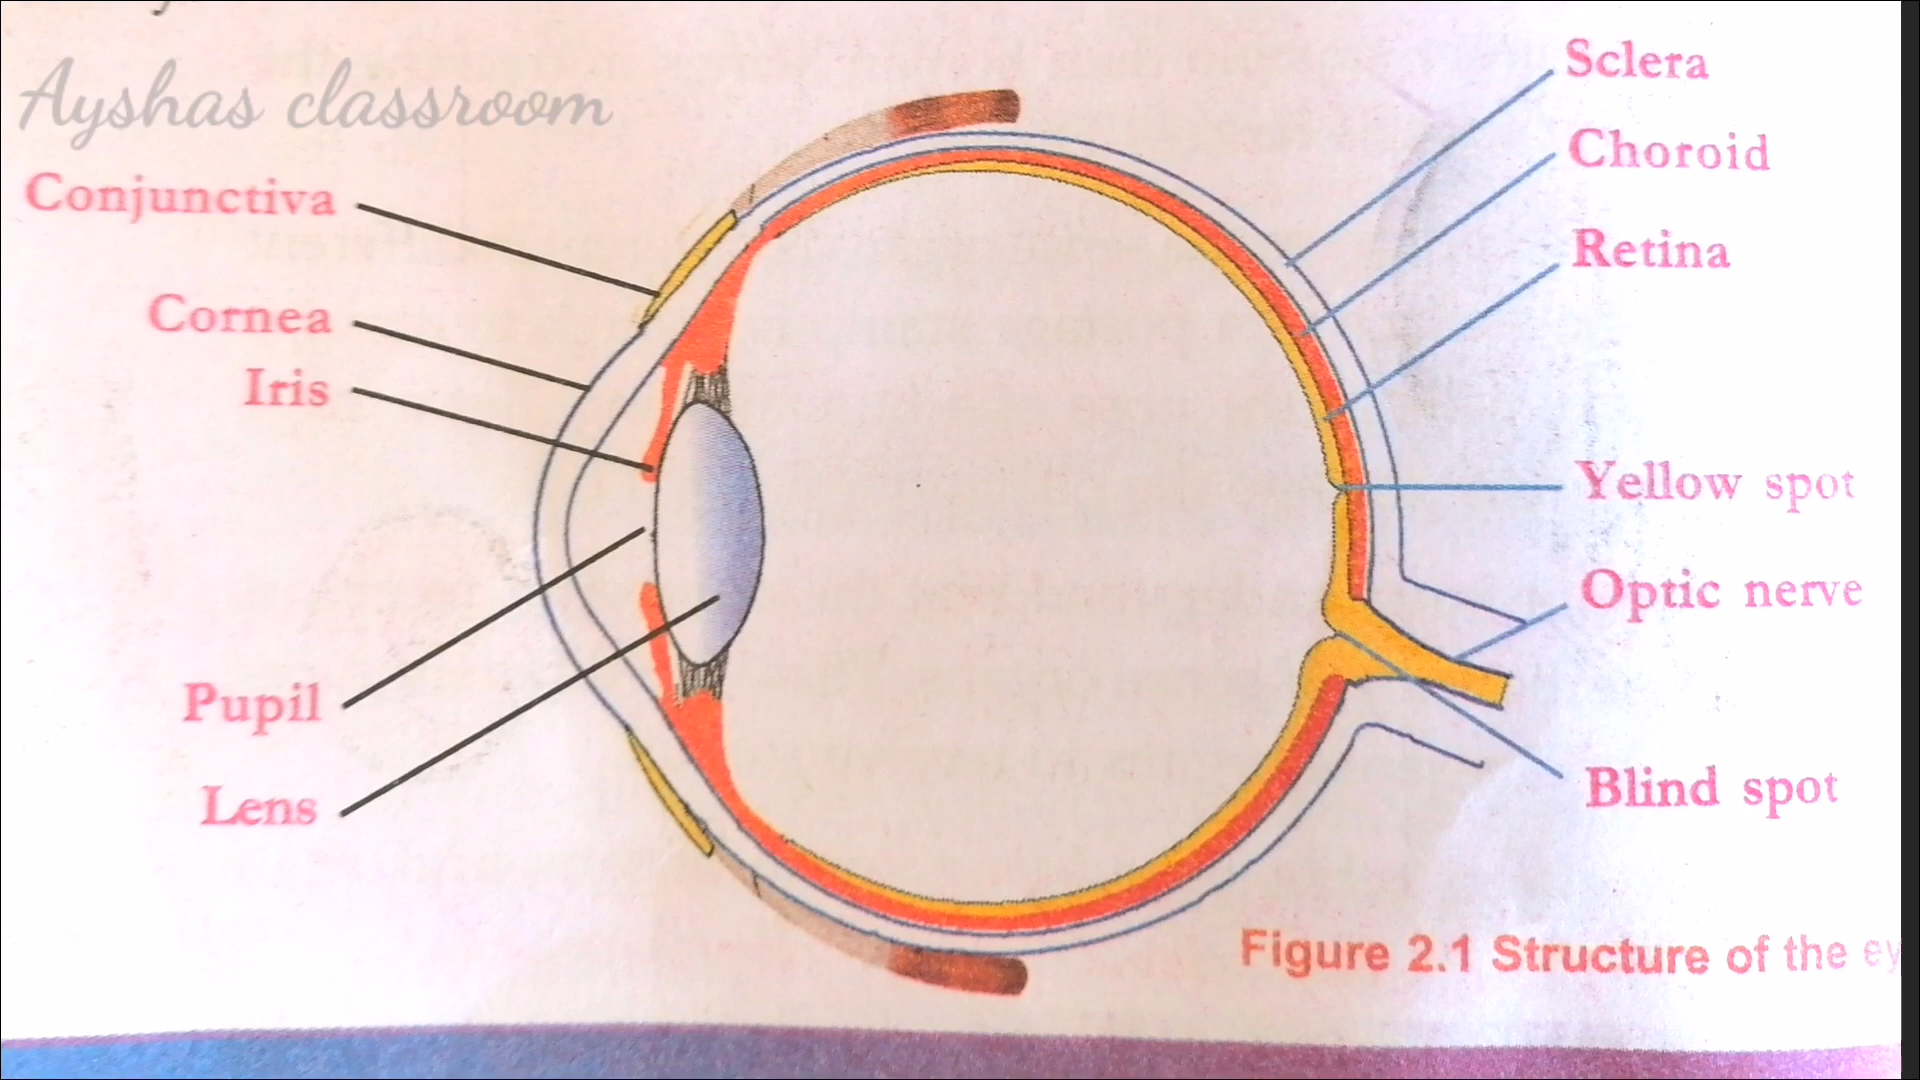 Ayshas classroom
Conjunctiva
Cornea
Iris
Pupil
Lens
Sclera
Choroid
Retina
Yellow spot
Optic nerve
Blind spot
Figure 2.1 Structure of the ey